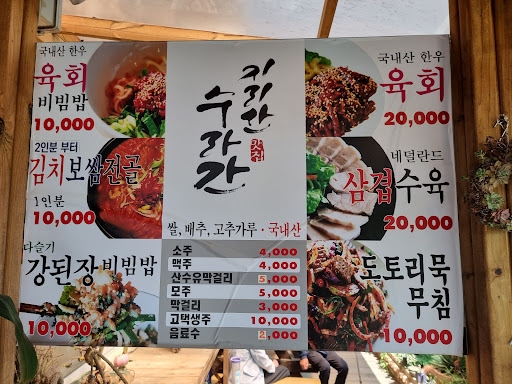 국내산 한우
육회
비빔밥
10,000
2인분 부터
김치보쌈전골
1인분
10,000
다슬기
강된장비빔밥
10,000
키리안
수라간
맛집
쌀, 배추, 고추가루 · 국내산
소주 4,000
맥주 4,000
산수유막걸리 5,000
모주 5,000
막걸리 3,000
고택생주 10,000
음료수 2,000
국내산 한우
육회
20,000
네덜란드
삼겹수육
20,000
도토리묵
무침
10,000